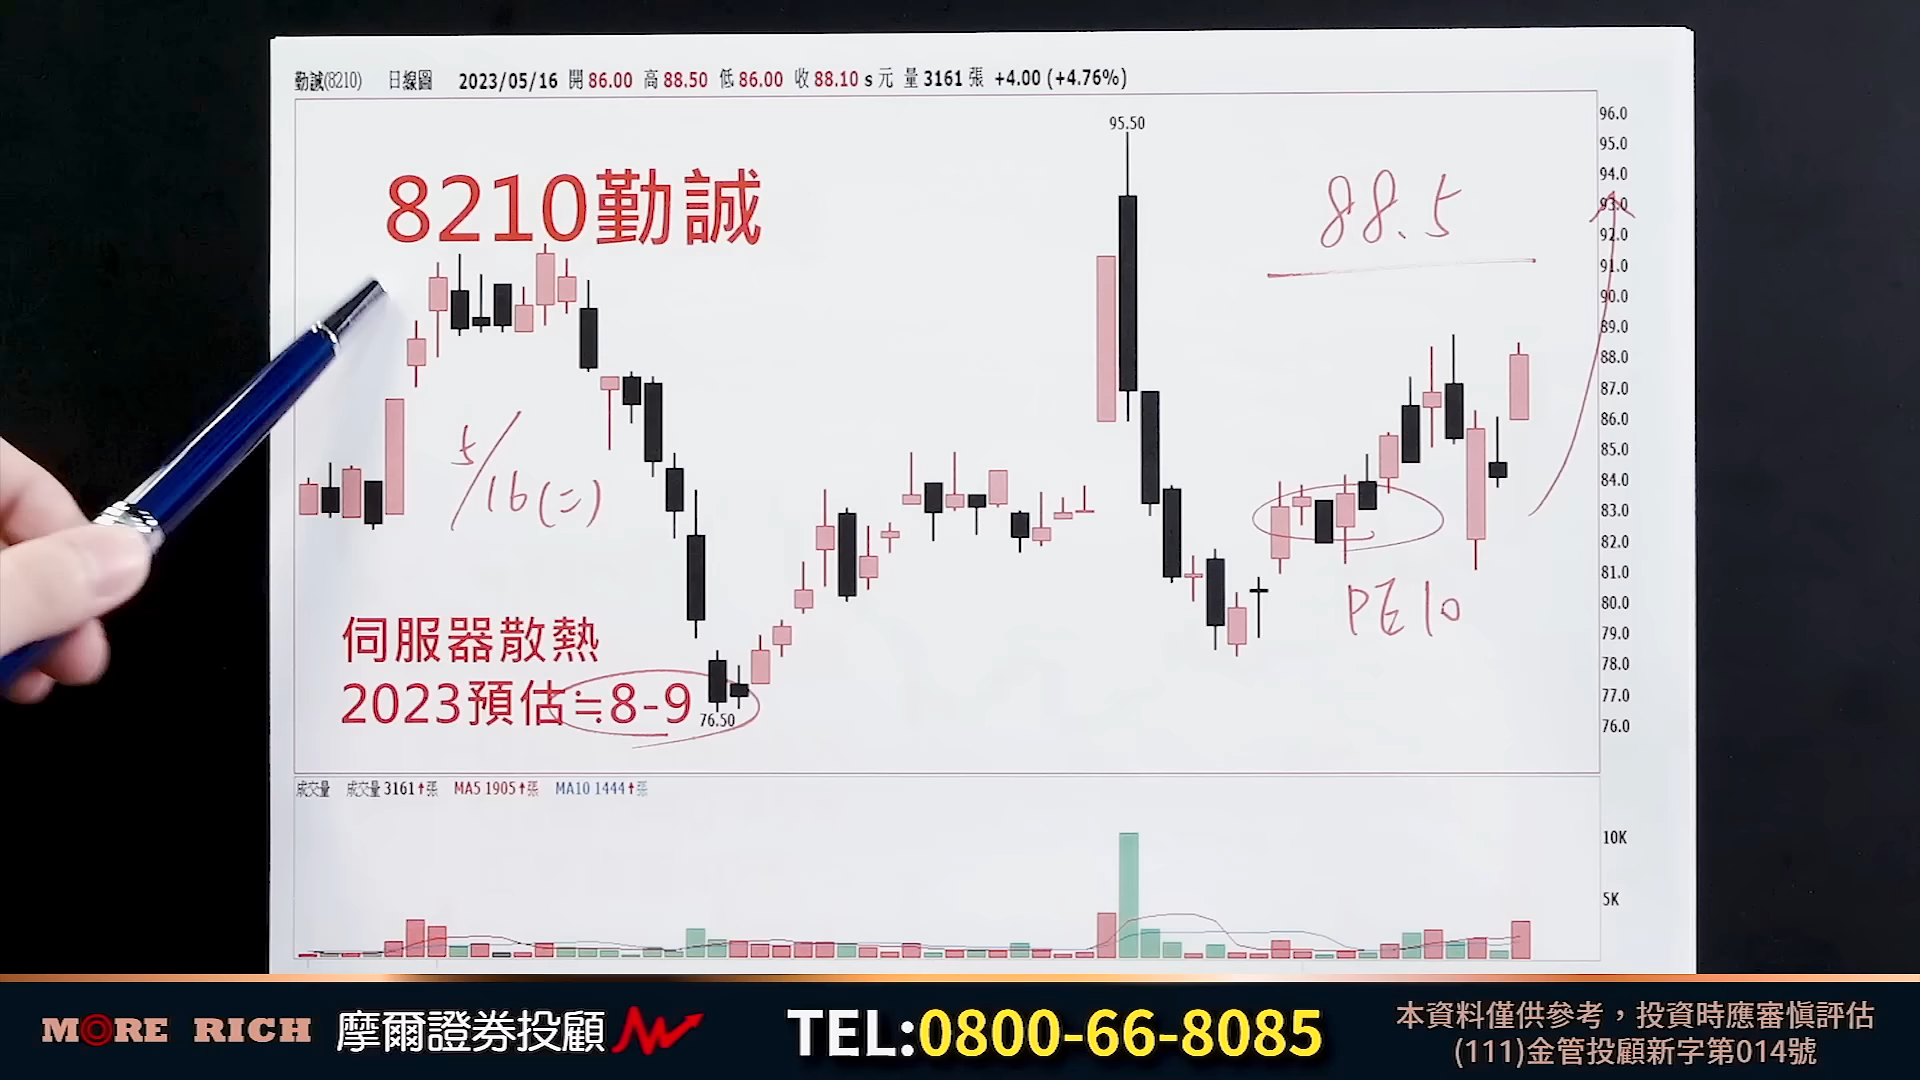 勤誠(8210) 日線圖 2023/05/16 開 86.00 高 88.50 低 86.00 收 88.10 s 元 量 3161 張 +4.00 (+4.76%)
95.50
96.0
95.0
94.0
93.0
92.0
91.0
90.0
89.0
88.0
87.0
86.0
85.0
84.0
83.0
82.0
81.0
80.0
79.0
78.0
77.0
76.0
8210勤誠
88.5
5/16(二)
PE10
伺服器散熱
2023預估≒8-9
76.50
成交量 成交量 3161↑張 MA5 1905↑張 MA10 1444↑張
10K
5K
MORE RICH 摩爾證券投顧
TEL:0800-66-8085
本資料僅供參考，投資時應審慎評估
(111)金管投顧新字第014號